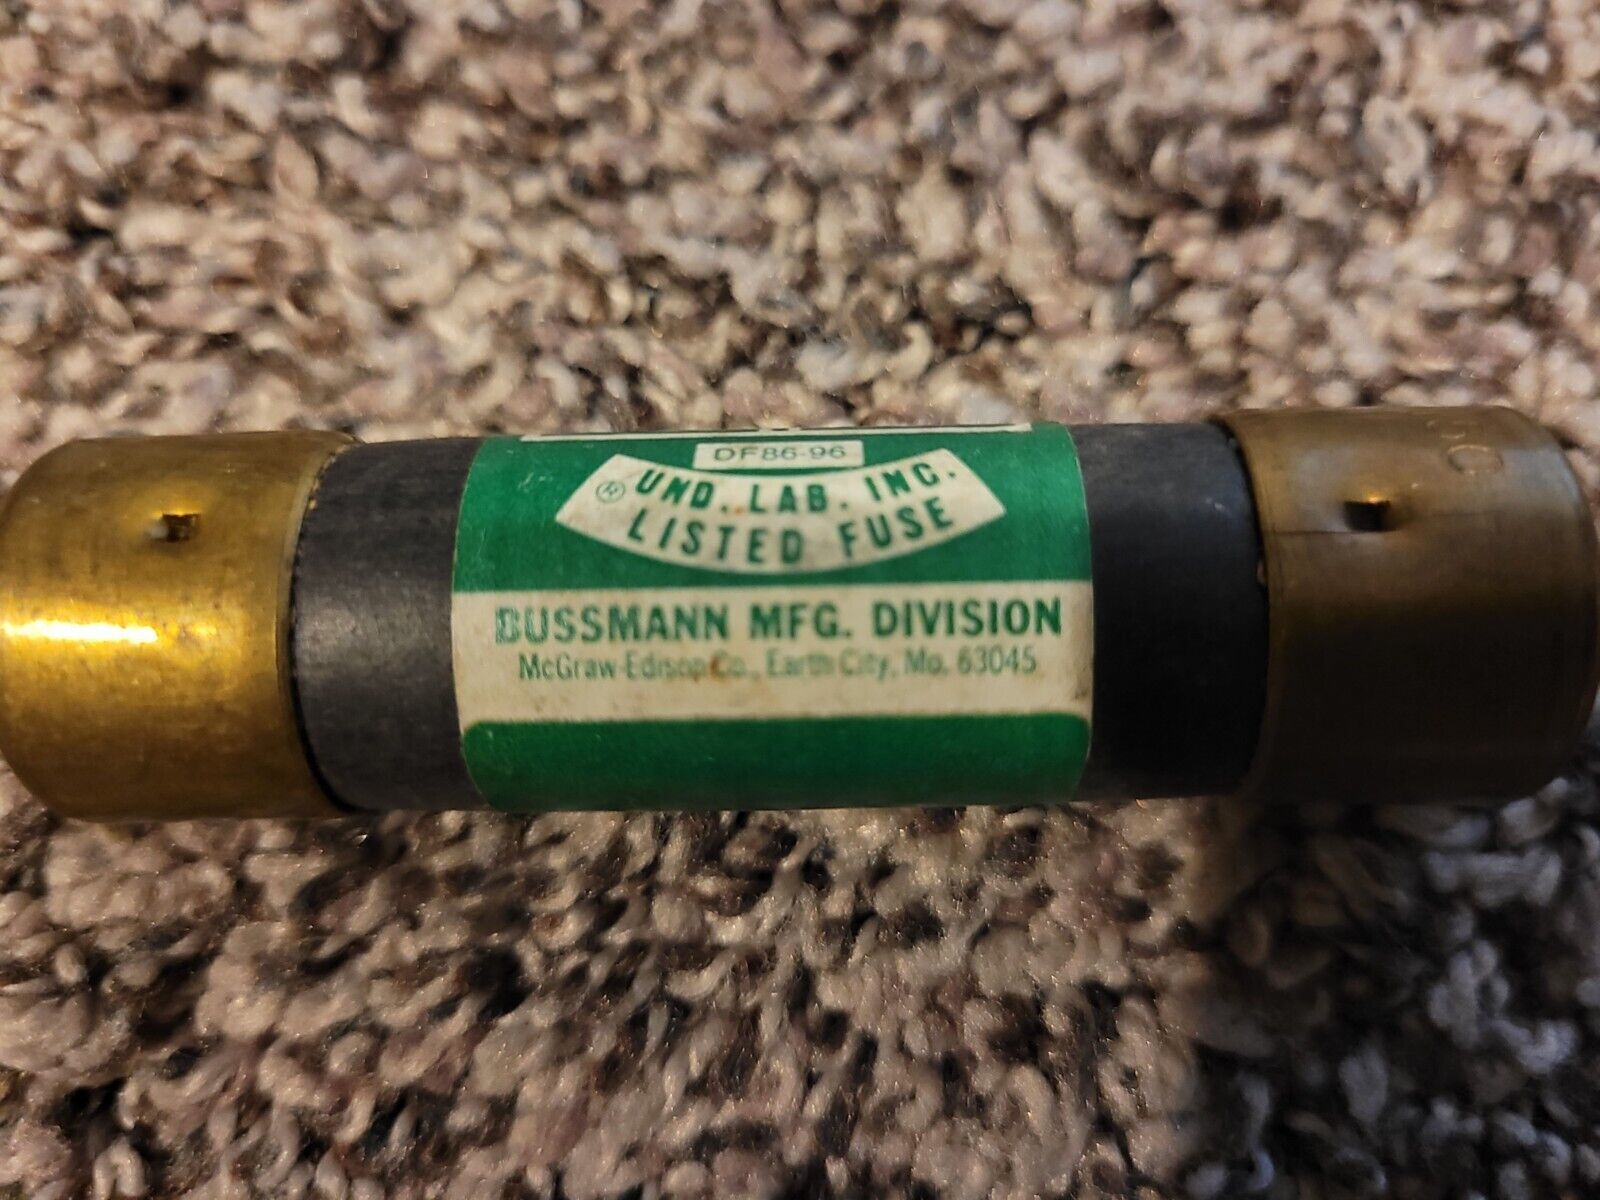 DF86-96
® UND. LAB. INC.
LISTED FUSE
BUSSMANN MFG. DIVISION
McGraw-Edison Co., Earth City, Mo. 63045